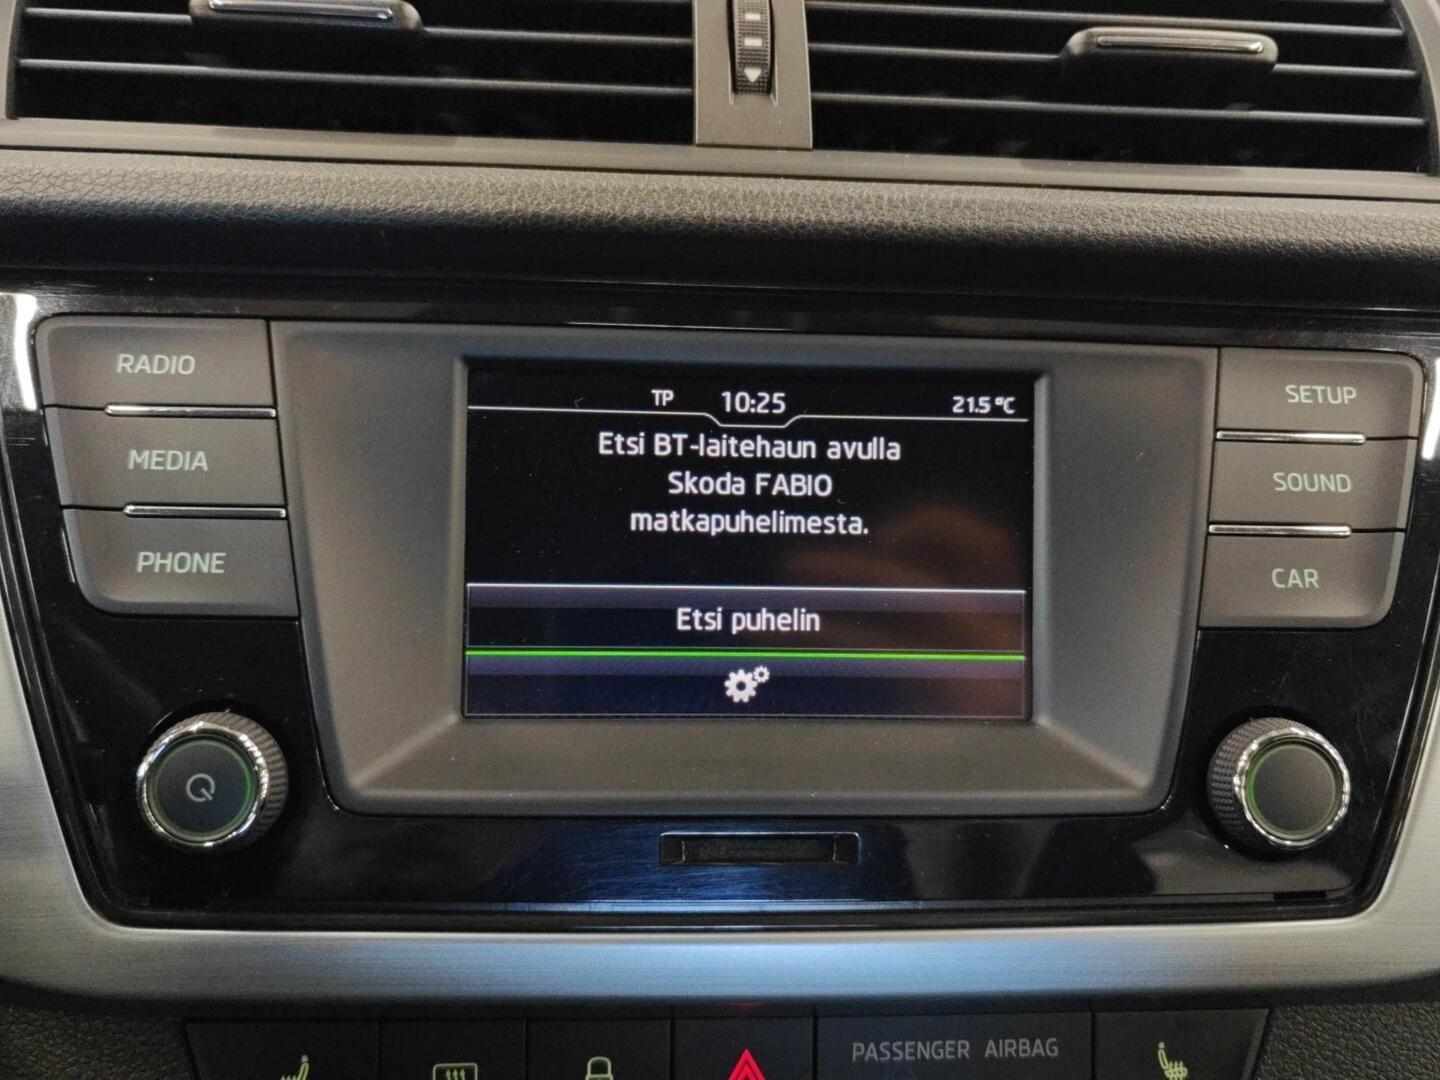 RADIO
MEDIA
PHONE
TP 10:25 21.5 °C
Etsi BT-laitehaun avulla
Skoda FABIO
matkapuhelimesta.
Etsi puhelin
SETUP
SOUND
CAR
PASSENGER AIRBAG